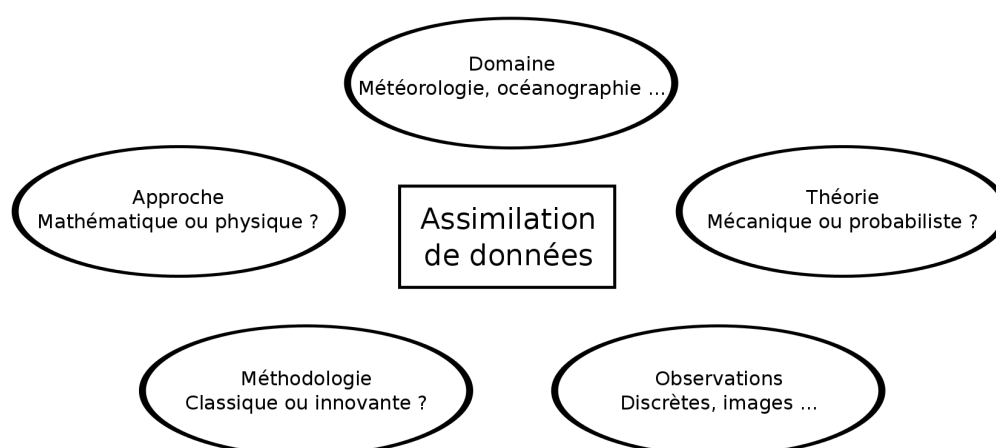 Domaine
Météorologie, océanographie ...
Approche
Mathématique ou physique ?
Théorie
Mécanique ou probabiliste ?
Assimilation
de données
Méthodologie
Classique ou innovante ?
Observations
Discrètes, images ...